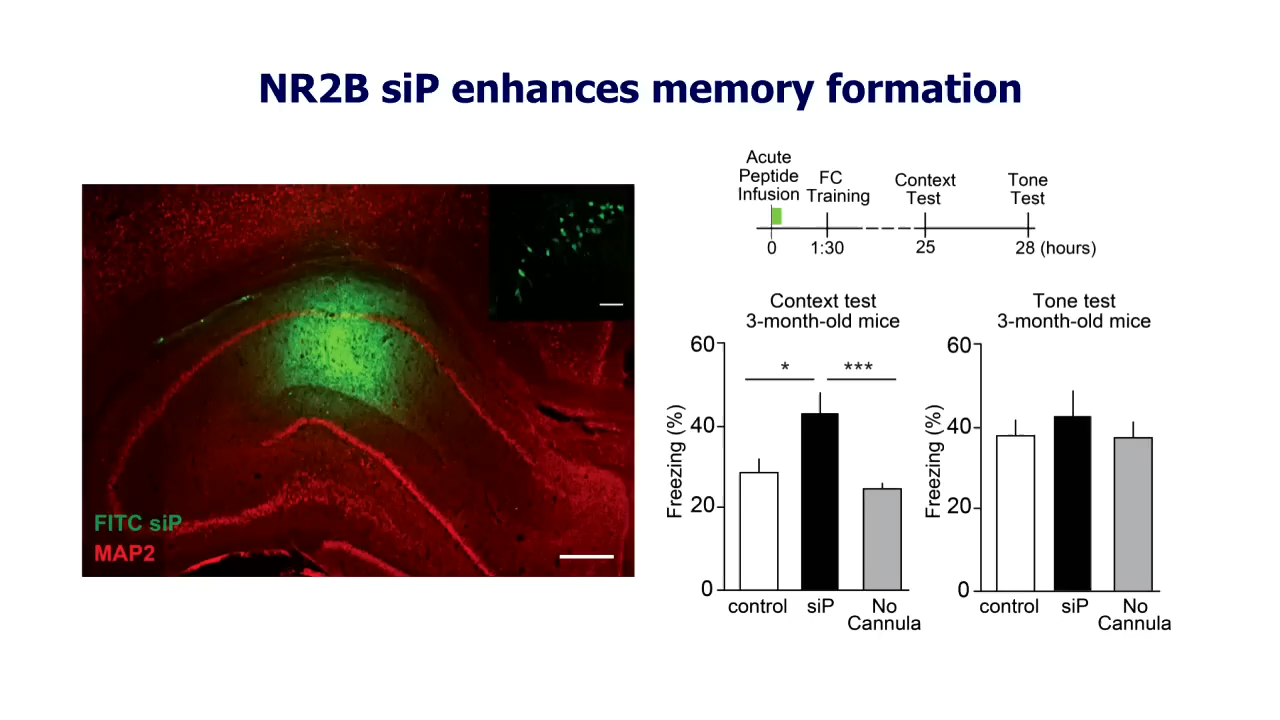 NR2B siP enhances memory formation
FITC siP
MAP2
Acute
Peptide
Infusion
FC
Training
Context
Test
Tone
Test
0
1:30
25
28 (hours)
Context test
3-month-old mice
Freezing (%)
60
40
20
0
*
***
control
siP
No
Cannula
Tone test
3-month-old mice
Freezing (%)
60
40
20
0
control
siP
No
Cannula